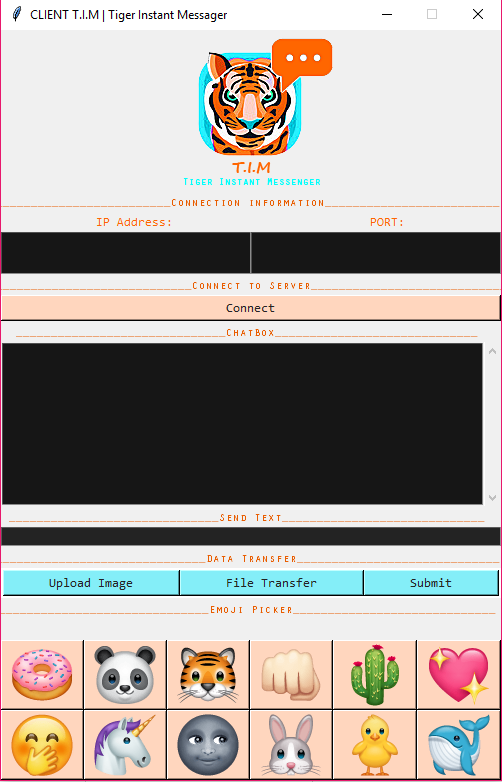 CLIENT T.I.M | Tiger Instant Messager
T.I.M
Tiger Instant Messenger
Connection information
IP Address: PORT:
Connect to Server
Connect
ChatBox
Send Text
Data Transfer
Upload Image File Transfer Submit
Emoji Picker